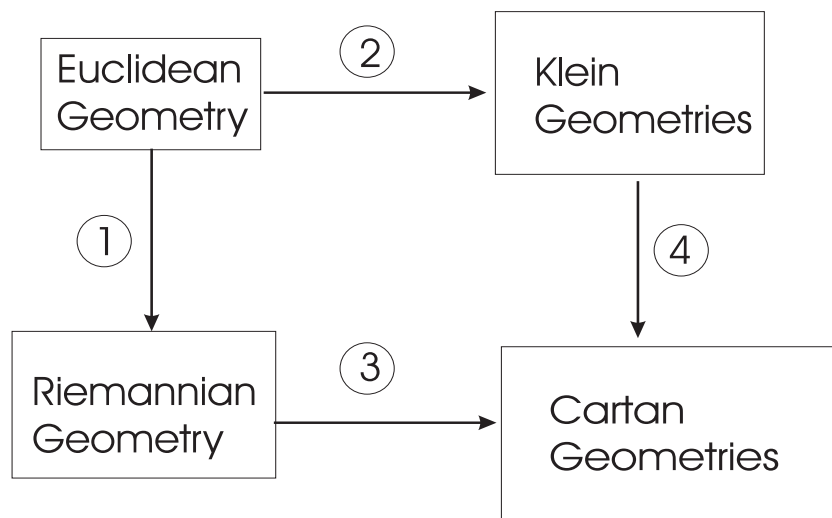 Euclidean
Geometry
2
Klein
Geometries
1
4
Riemannian
Geometry
3
Cartan
Geometries